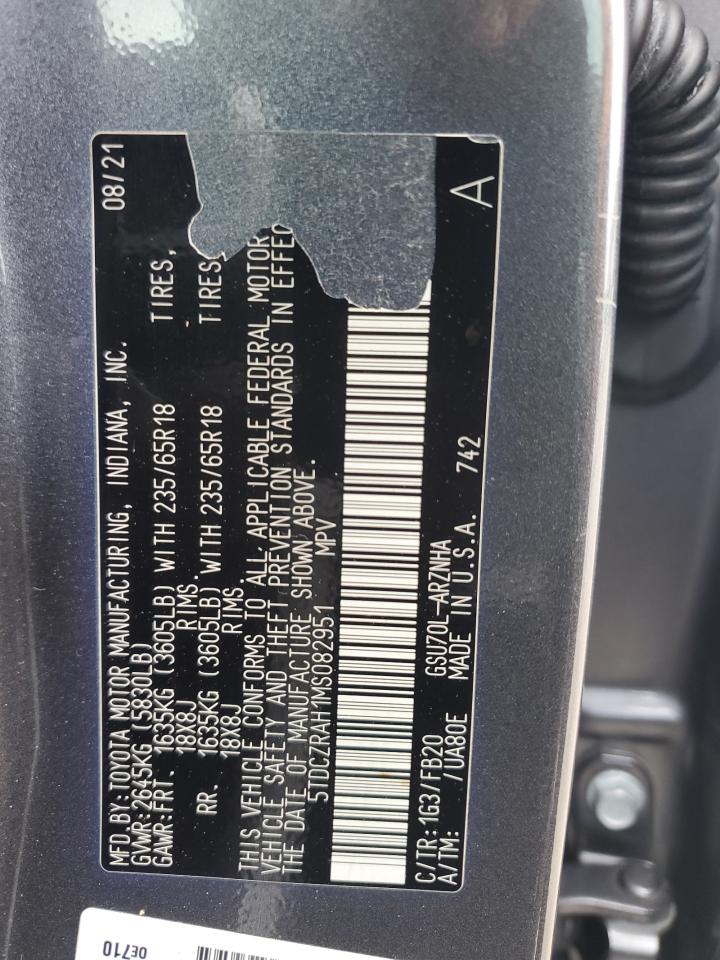 MFD. BY: TOYOTA MOTOR MANUFACTURING, INDIANA, INC. 08/21
GVWR: 2645KG (5830LB)
GAWR: FRT. 1635KG (3605LB) WITH 235/65R18 TIRES,
18X8J RIMS.
RR. 1635KG (3605LB) WITH 235/65R18 TIRES,
18X8J RIMS
THIS VEHICLE CONFORMS TO ALL APPLICABLE FEDERAL MOTOR
VEHICLE SAFETY AND THEFT PREVENTION STANDARDS IN EFFEC
THE DATE OF MANUFACTURE SHOWN ABOVE.
5TDCZRAH1MS082951 MPV
C/TR: 1G3/FB20 GSU70L-ARZNHA
A/TM: /UA80E MADE IN U.S.A. 742 A
0E710